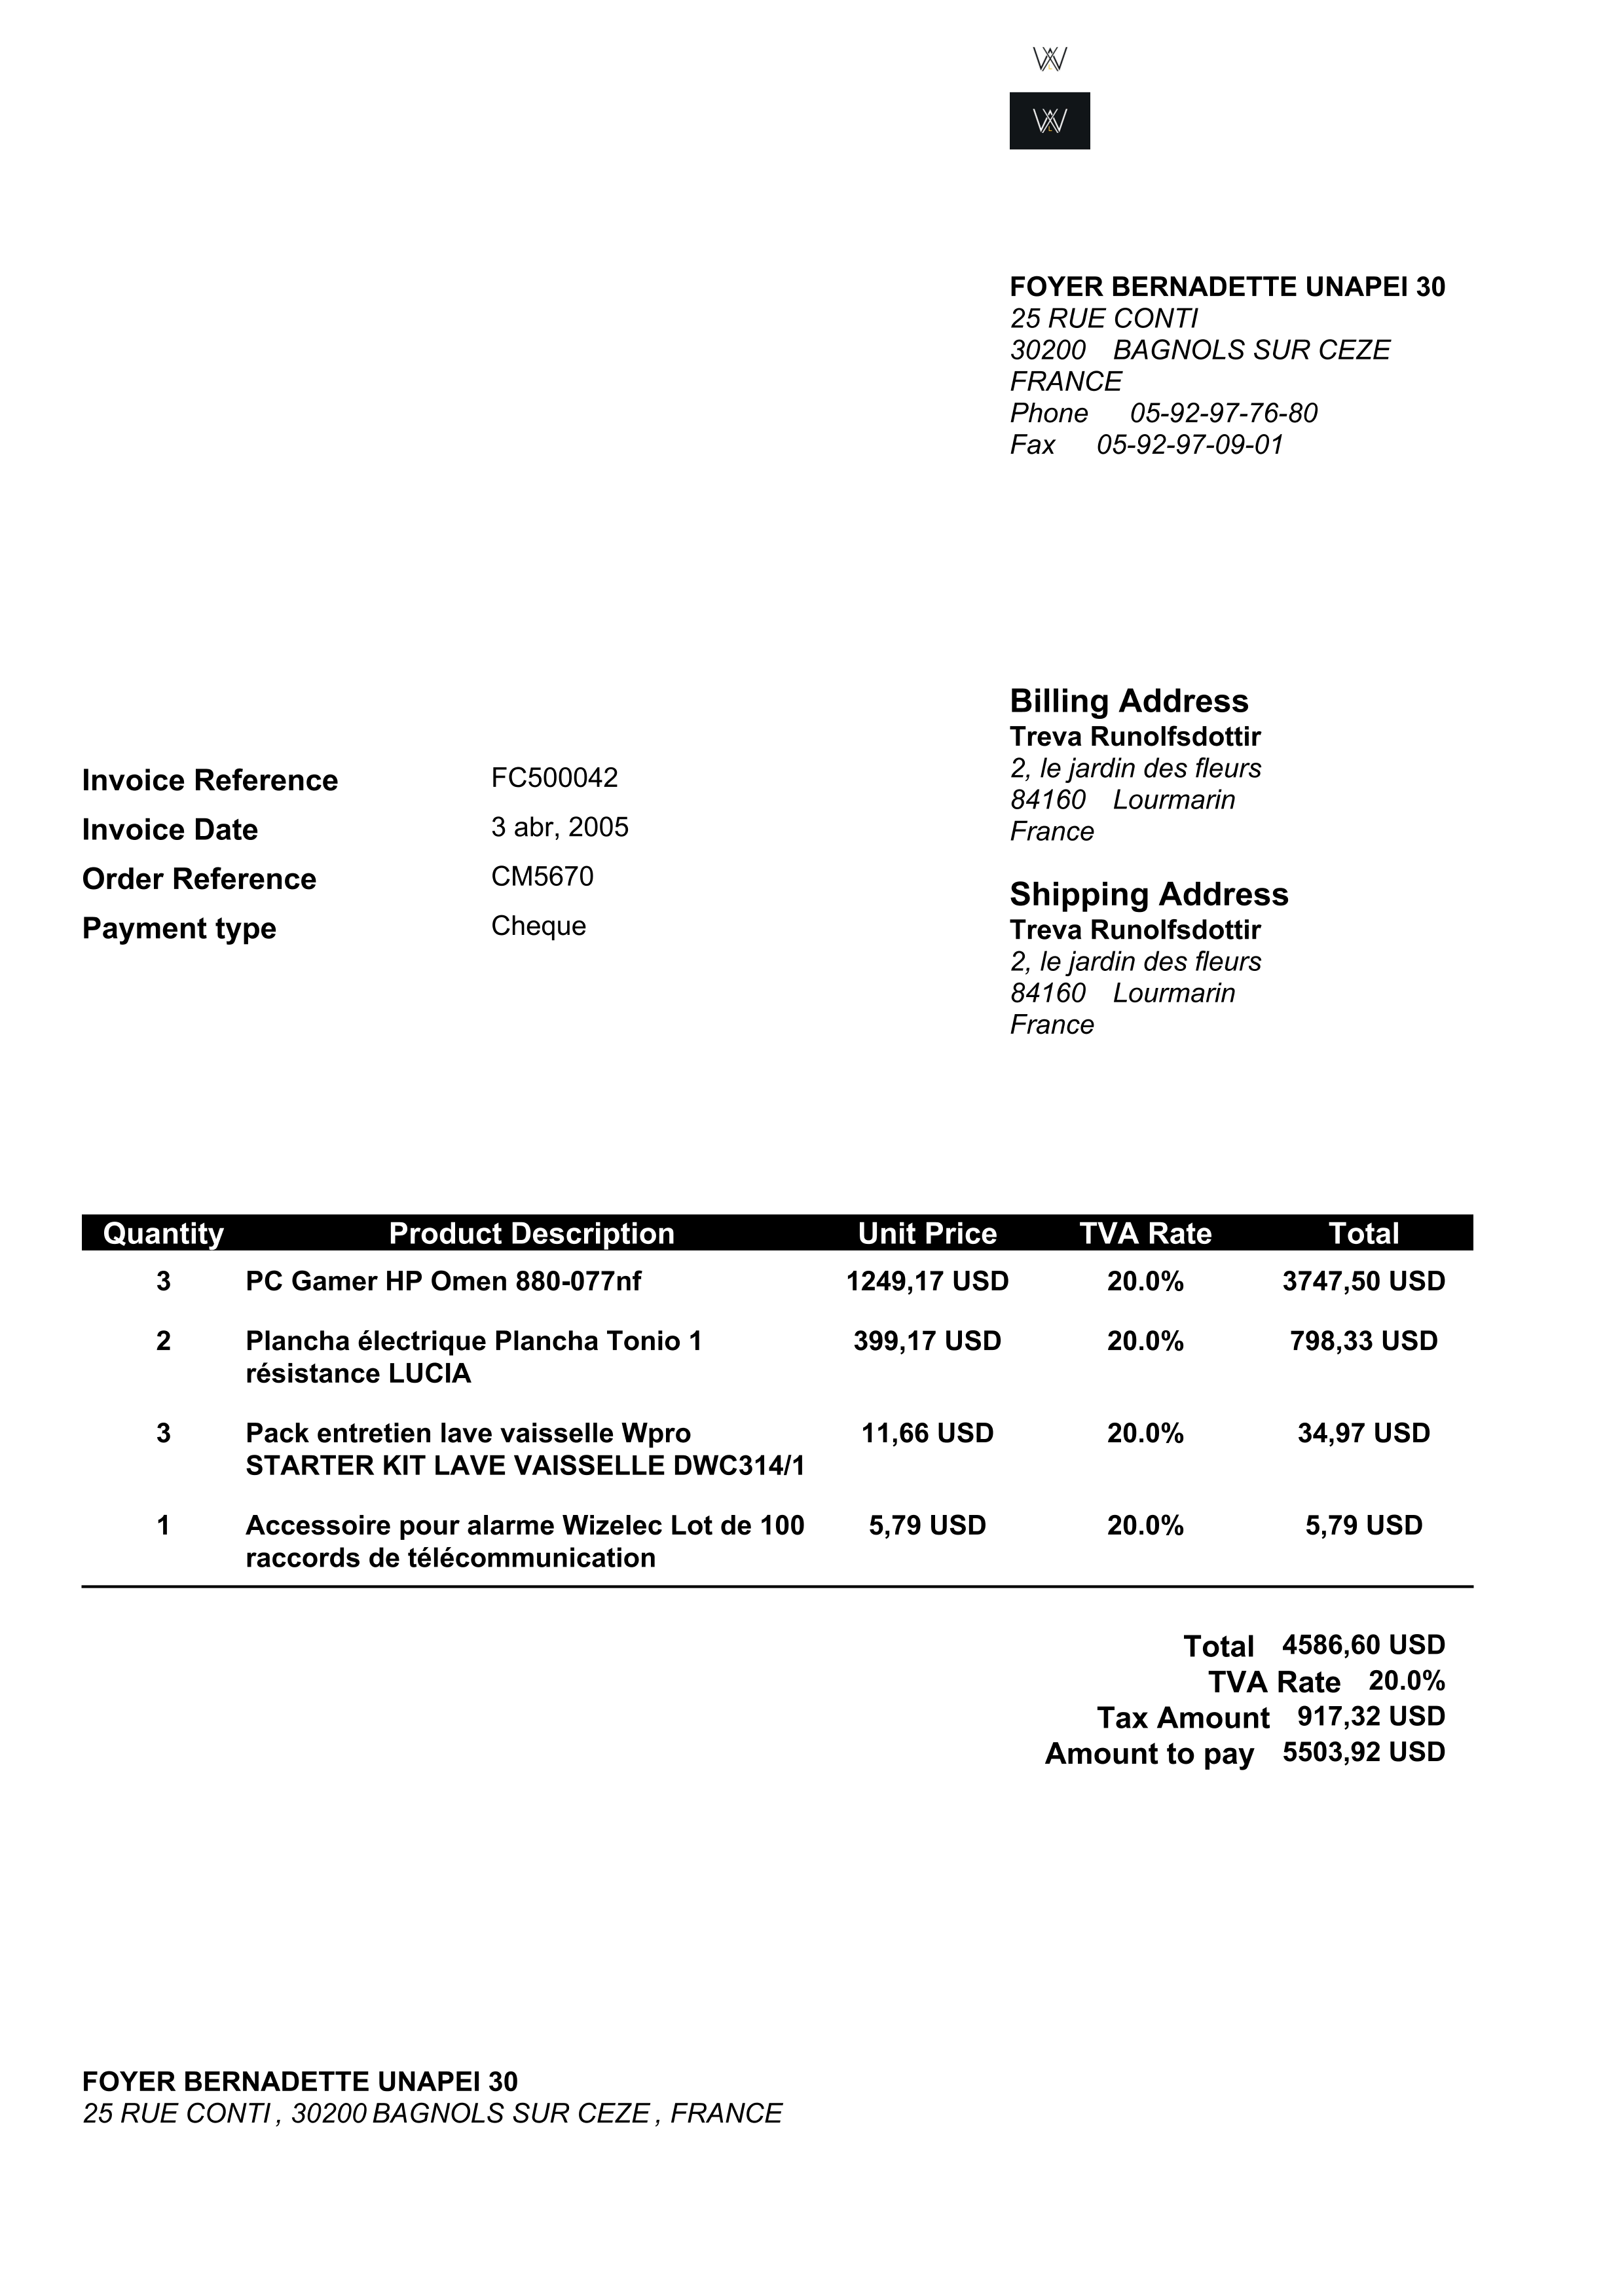 FOYER BERNADETTE UNAPEI 30
25 RUE CONTI
30200 BAGNOLS SUR CEZE
FRANCE
Phone 05-92-97-76-80
Fax 05-92-97-09-01
Billing Address
Treva Runolfsdottir
2, le jardin des fleurs
84160 Lourmarin
France
Invoice Reference FC500042
Invoice Date 3 abr, 2005
Order Reference CM5670
Payment type Cheque
Shipping Address
Treva Runolfsdottir
2, le jardin des fleurs
84160 Lourmarin
France
Quantity Product Description Unit Price TVA Rate Total
3 PC Gamer HP Omen 880-077nf 1249,17 USD 20.0% 3747,50 USD
2 Plancha électrique Plancha Tonio 1 399,17 USD 20.0% 798,33 USD
résistance LUCIA
3 Pack entretien lave vaisselle Wpro 11,66 USD 20.0% 34,97 USD
STARTER KIT LAVE VAISSELLE DWC314/1
1 Accessoire pour alarme Wizelec Lot de 100 5,79 USD 20.0% 5,79 USD
raccords de télécommunication
Total 4586,60 USD
TVA Rate 20.0%
Tax Amount 917,32 USD
Amount to pay 5503,92 USD
FOYER BERNADETTE UNAPEI 30
25 RUE CONTI , 30200 BAGNOLS SUR CEZE , FRANCE